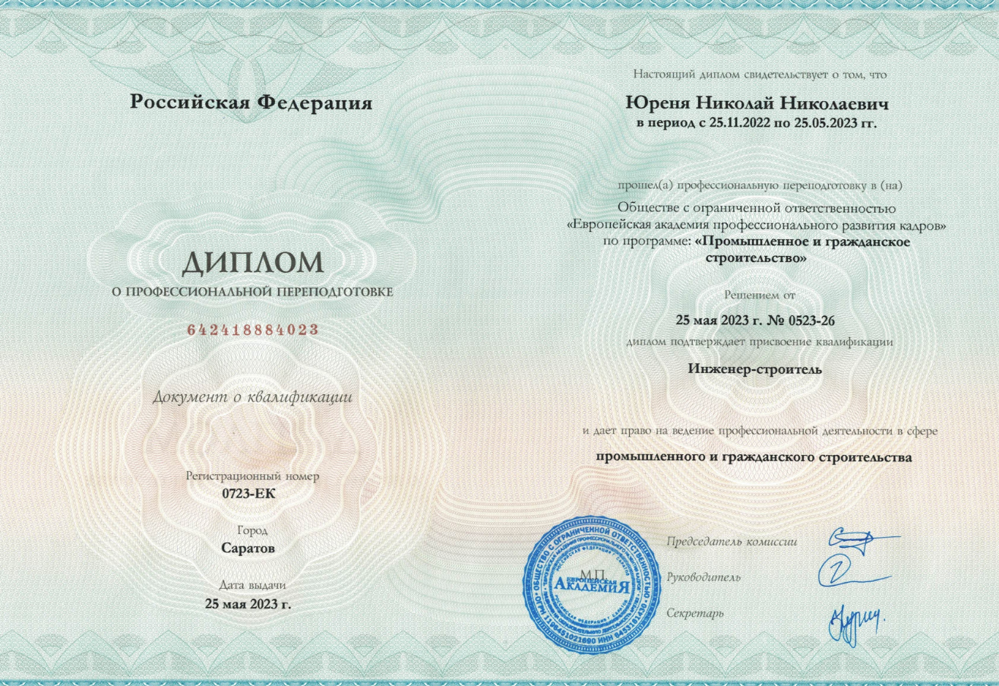 Российская Федерация
ДИПЛОМ
О ПРОФЕССИОНАЛЬНОЙ ПЕРЕПОДГОТОВКЕ
642418884023
Документ о квалификации
Регистрационный номер
0723-ЕК
Город
Саратов
Дата выдачи
25 мая 2023 г.
Настоящий диплом свидетельствует о том, что
Юреня Николай Николаевич
в период с 25.11.2022 по 25.05.2023 гг.
прошел(а) профессиональную переподготовку в (на)
Обществе с ограниченной ответственностью
«Европейская академия профессионального развития кадров»
по программе: «Промышленное и гражданское
строительство»
Решением от
25 мая 2023 г. № 0523-26
диплом подтверждает присвоение квалификации
Инженер-строитель
и дает право на ведение профессиональной деятельности в сфере
промышленного и гражданского строительства
Председатель комиссии
Руководитель
Секретарь
М.П.
ОБЩЕСТВО С ОГРАНИЧЕННОЙ ОТВЕТСТВЕННОСТЬЮ
ЕВРОПЕЙСКАЯ
АКАДЕМИЯ